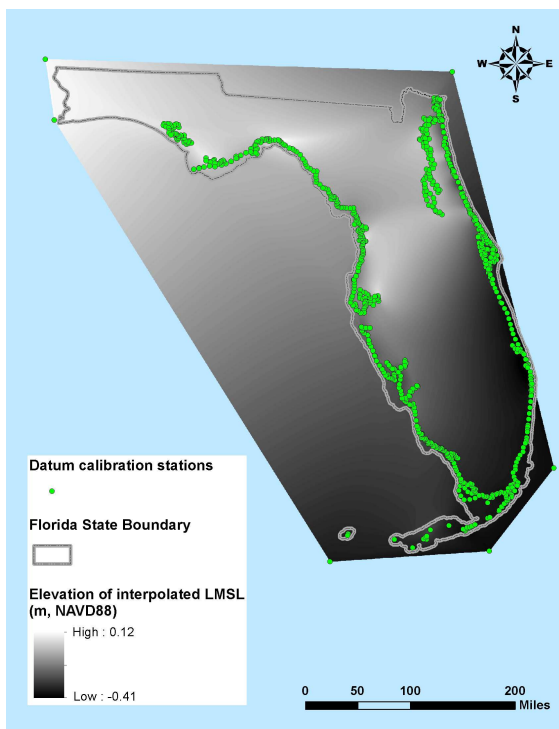 N
W E
S
Datum calibration stations
Florida State Boundary
Elevation of interpolated LMSL
(m, NAVD88)
High : 0.12
Low : -0.41
0 50 100 200
Miles